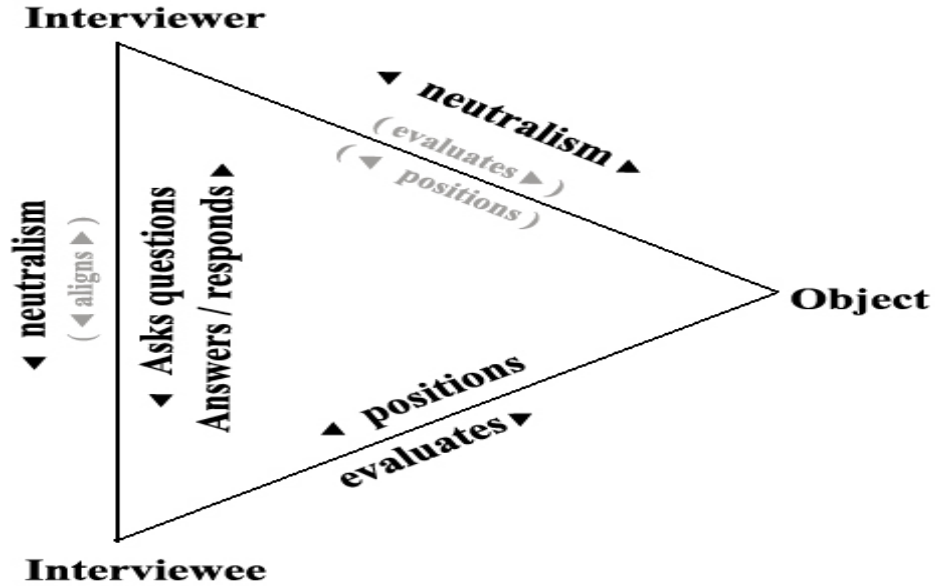 Interviewer
◄ neutralism ►
( evaluates ► )
( ◄ positions )
◄ neutralism
( ◄ aligns ► )
◄ Asks questions
Answers / responds ►
Object
◄ positions
evaluates ►
Interviewee